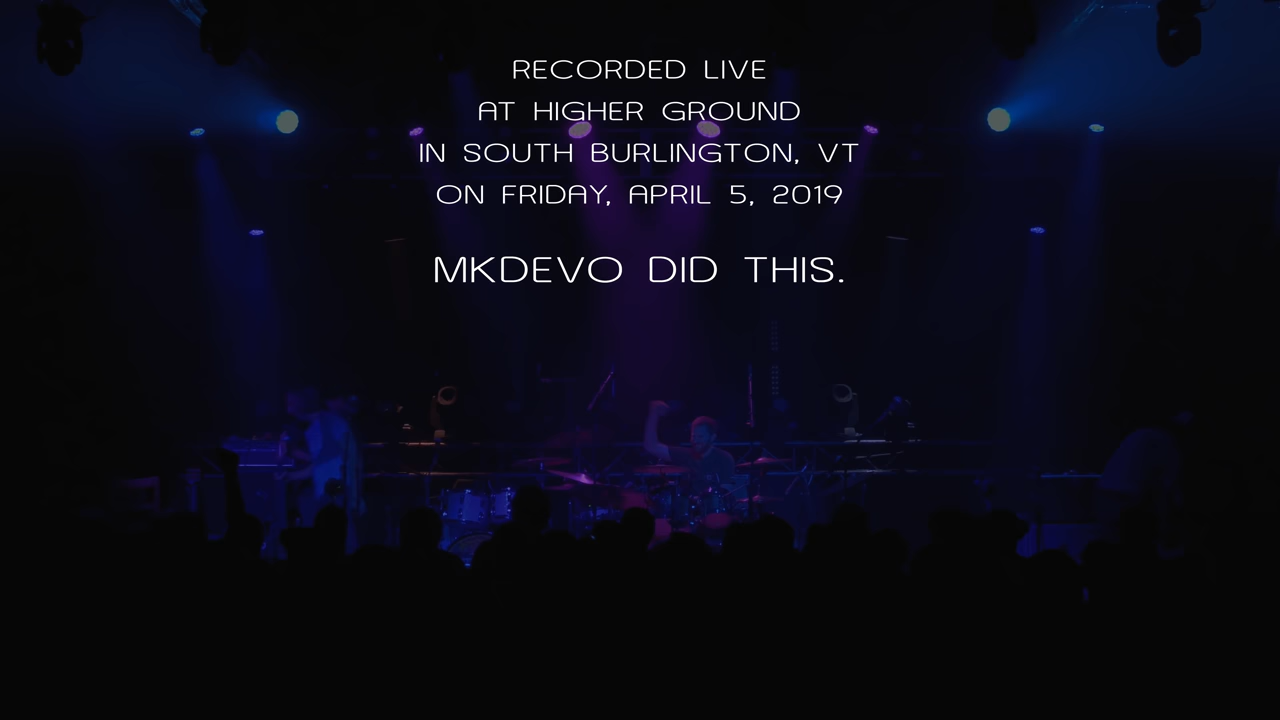 RECORDED LIVE
AT HIGHER GROUND
IN SOUTH BURLINGTON, VT
ON FRIDAY, APRIL 5, 2019
MKDEVO DID THIS.